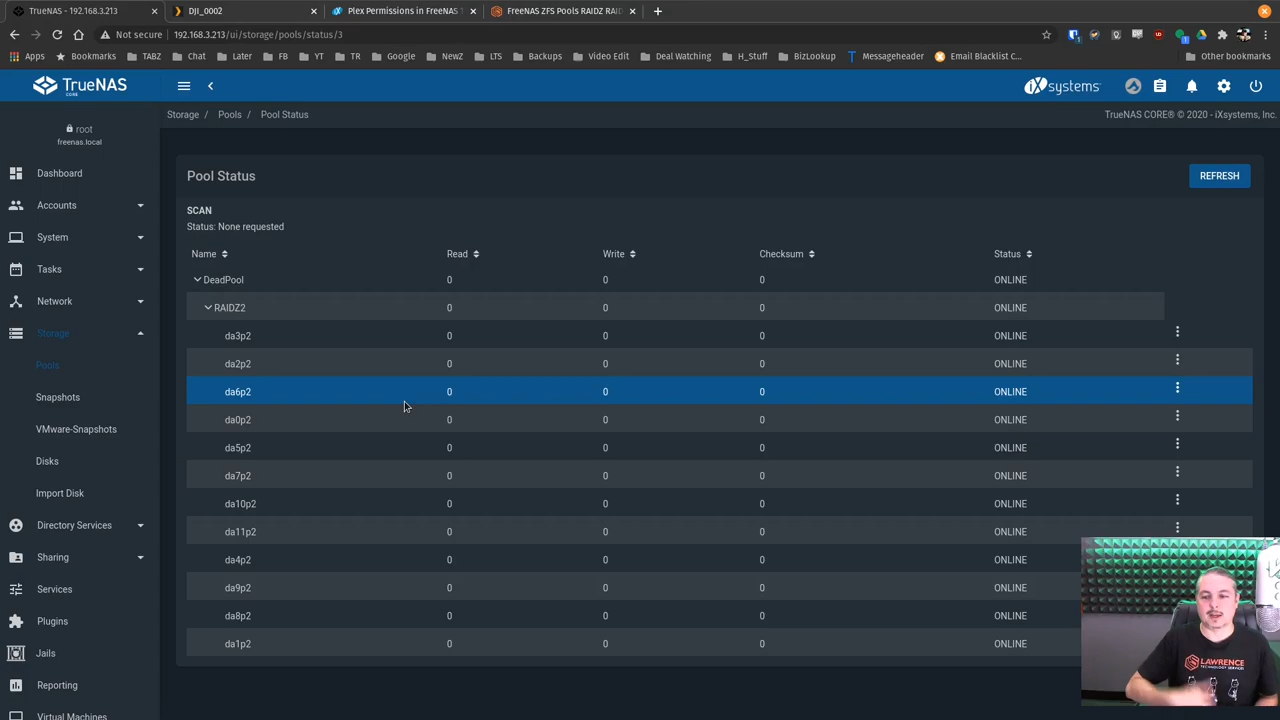 TrueNAS - 192.168.3.213
DJI_0002
Plex Permissions in FreeNAS 1
FreeNAS ZFS Pools RAIDZ RAID
Not secure
192.168.3.213/ui/storage/pools/status/3
Apps
Bookmarks
TABZ
Chat
Later
FB
YT
TR
Google
NewZ
LTS
Backups
Video Edit
Deal Watching
H_Stuff
BizLookup
Messageheader
Email Blacklist C...
Other bookmarks
TrueNAS
CORE
iXsystems
root
freenas.local
Storage / Pools / Pool Status
TrueNAS CORE® © 2020 - iXsystems, Inc.
Dashboard
Accounts
System
Tasks
Network
Storage
Pools
Snapshots
VMware-Snapshots
Disks
Import Disk
Directory Services
Sharing
Services
Plugins
Jails
Reporting
Virtual Machines
Pool Status
REFRESH
SCAN
Status: None requested
Name Read Write Checksum Status
DeadPool 0 0 0 ONLINE
RAIDZ2 0 0 0 ONLINE
da3p2 0 0 0 ONLINE
da2p2 0 0 0 ONLINE
da6p2 0 0 0 ONLINE
da0p2 0 0 0 ONLINE
da5p2 0 0 0 ONLINE
da7p2 0 0 0 ONLINE
da10p2 0 0 0 ONLINE
da11p2 0 0 0 ONLINE
da4p2 0 0 0 ONLINE
da9p2 0 0 0 ONLINE
da8p2 0 0 0 ONLINE
da1p2 0 0 0 ONLINE
LAWRENCE
TECHNOLOGY SERVICES